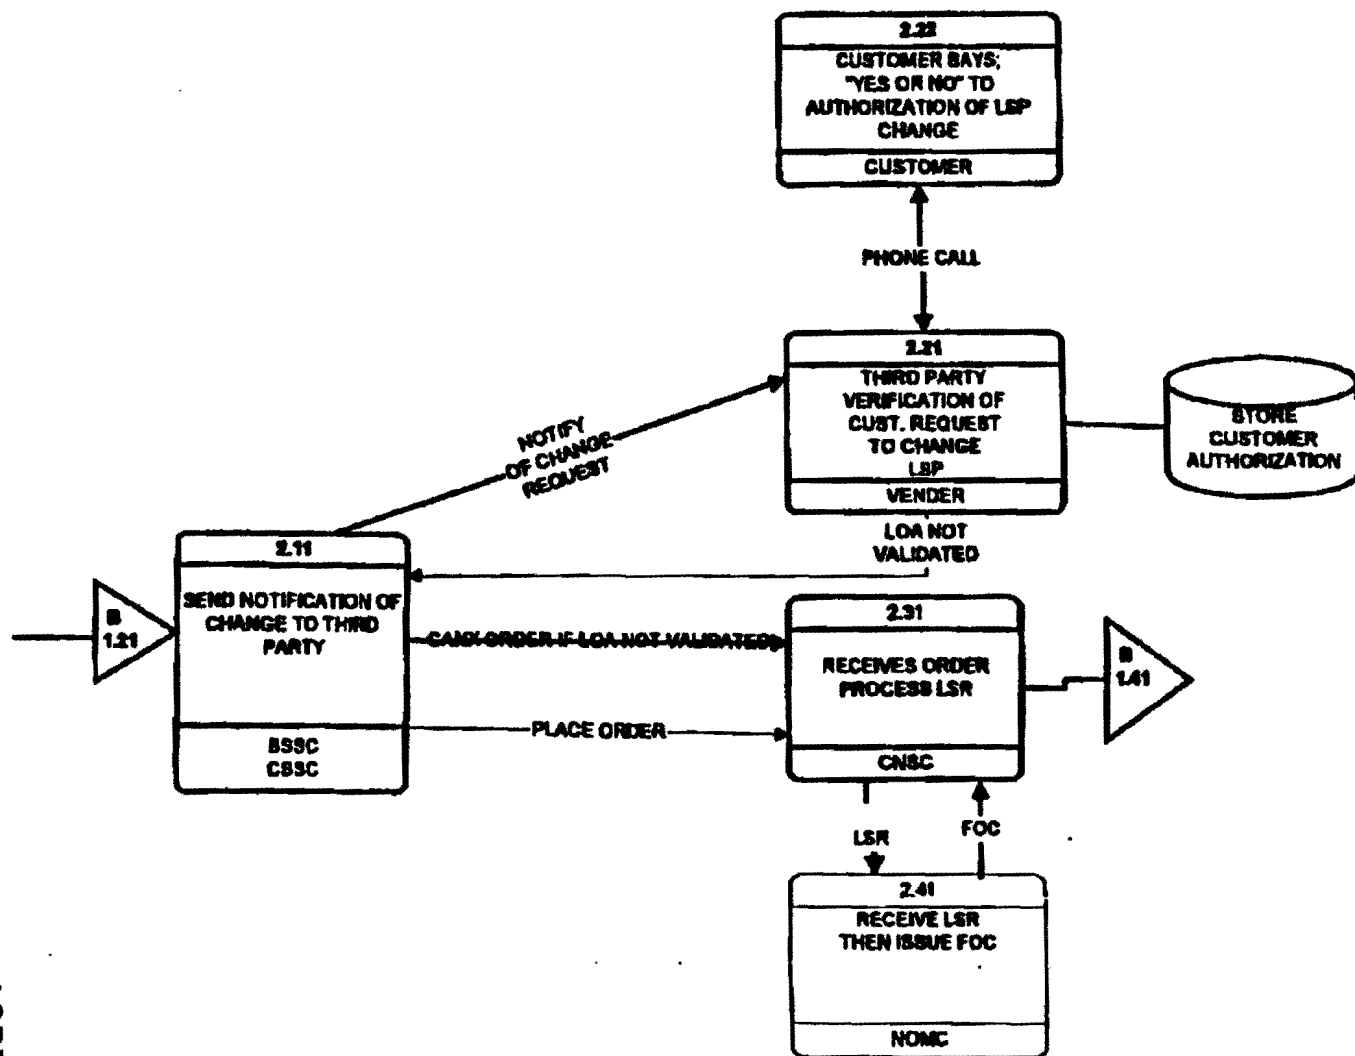 2.22
CUSTOMER SAYS;
"YES OR NO" TO
AUTHORIZATION OF LSP
CHANGE
CUSTOMER
PHONE CALL
2.21
THIRD PARTY
VERIFICATION OF
CUST. REQUEST
TO CHANGE
LSP
VENDER
STORE
CUSTOMER
AUTHORIZATION
NOTIFY
OF CHANGE
REQUEST
LOA NOT
VALIDATED
B
1.21
2.11
SEND NOTIFICATION OF
CHANGE TO THIRD
PARTY
BSSC
CSSC
CANX ORDER IF LOA NOT VALIDATED
PLACE ORDER
2.31
RECEIVES ORDER
PROCESS LSR
CNSC
B
1.41
LSR
FOC
2.41
RECEIVE LSR
THEN ISSUE FOC
NOMC